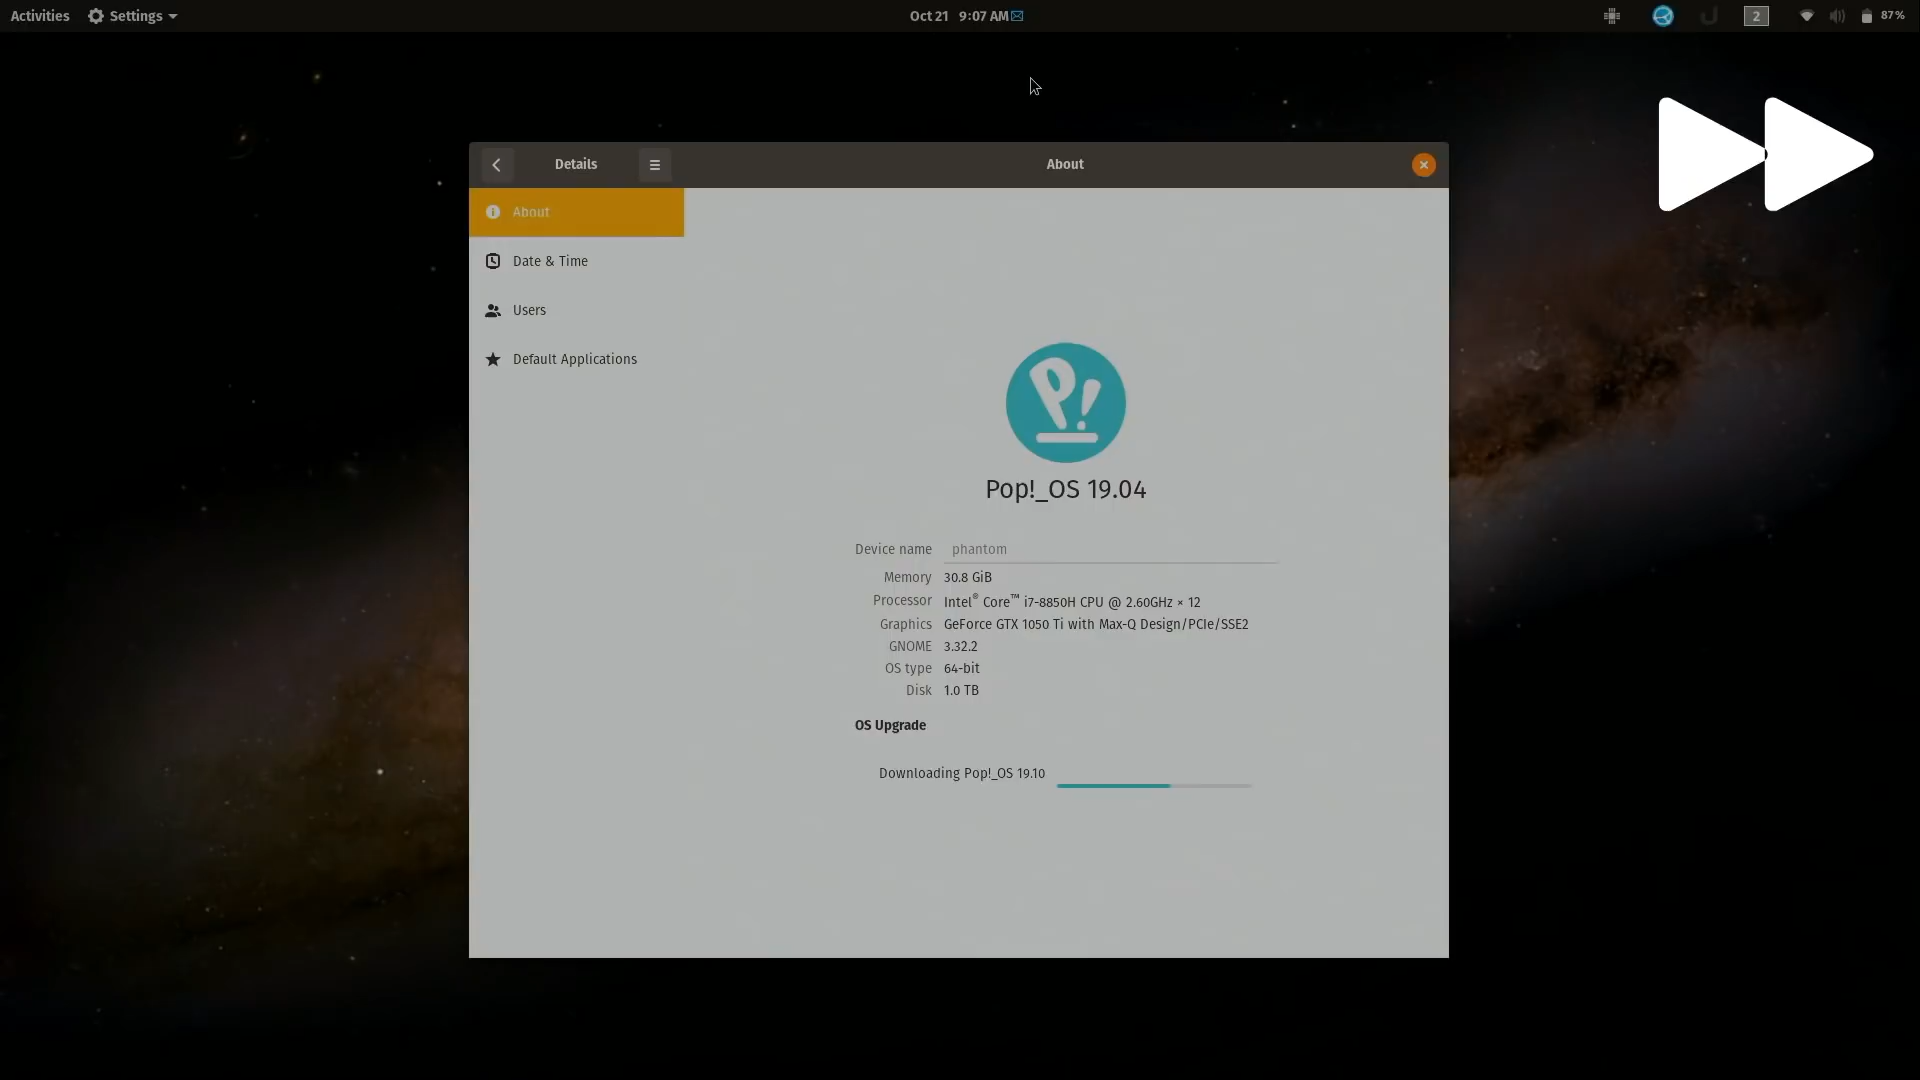 Activities Settings Oct 21 9:07 AM 2 87%
Details About
About
Date & Time
Users
Default Applications
P!
Pop!_OS 19.04
Device name phantom
Memory 30.8 GiB
Processor Intel® Core™ i7-8850H CPU @ 2.60GHz × 12
Graphics GeForce GTX 1050 Ti with Max-Q Design/PCIe/SSE2
GNOME 3.32.2
OS type 64-bit
Disk 1.0 TB
OS Upgrade
Downloading Pop!_OS 19.10